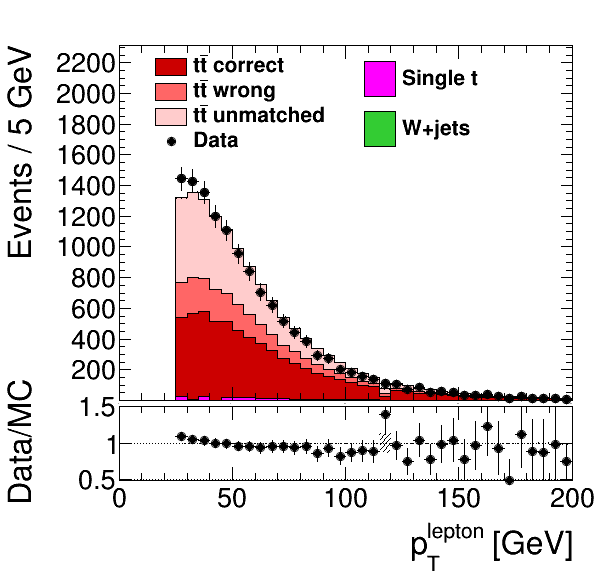 Events / 5 GeV
2200
2000
1800
1600
1400
1200
1000
800
600
400
200
tt̅ correct
tt̅ wrong
tt̅ unmatched
Data
Single t
W+jets
Data/MC
1.5
1
0.5
0 50 100 150 200
p_T^lepton [GeV]